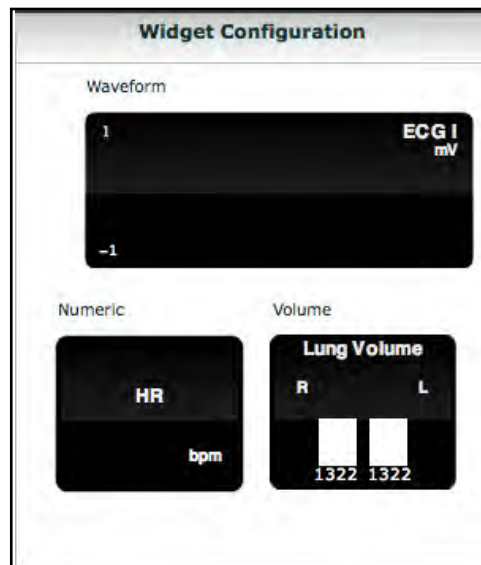 Widget Configuration
Waveform
1 ECG I
mV
-1
Numeric Volume
HR
bpm
Lung Volume
R L
1322 1322